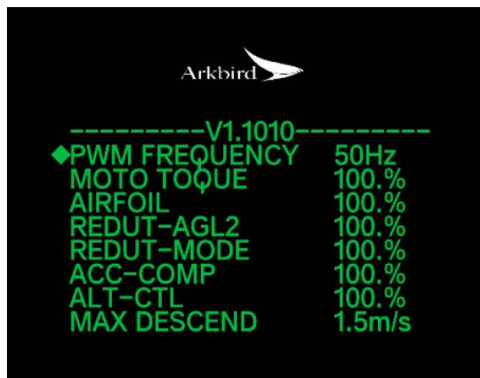 Arkbird
---------V1.1010---------
◆PWM FREQUENCY 50Hz
MOTO TOQUE 100.%
AIRFOIL 100.%
REDUT-AGL2 100.%
REDUT-MODE 100.%
ACC-COMP 100.%
ALT-CTL 100.%
MAX DESCEND 1.5m/s